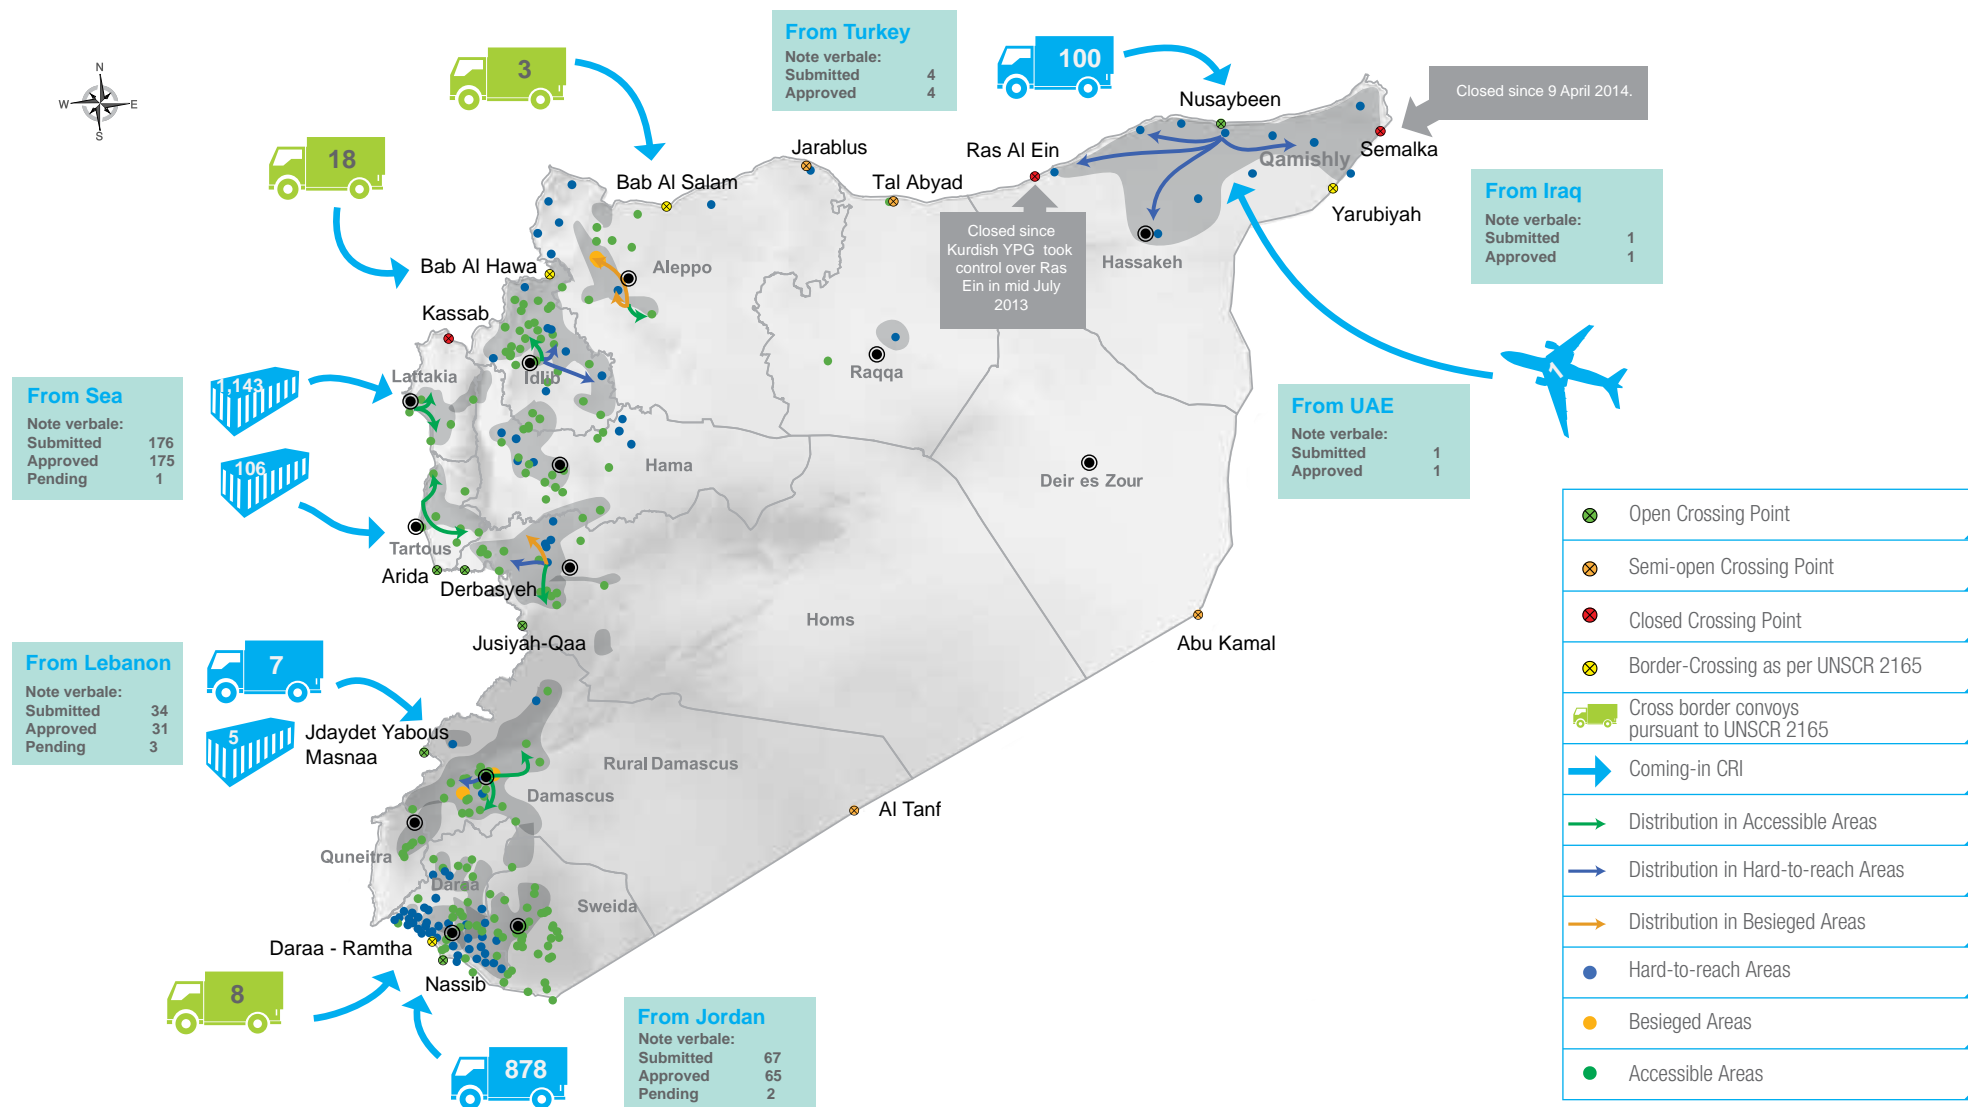 N
W
E
S
3
18
From Turkey
Note verbale:
Submitted 4
Approved 4
100
Nusaybeen
Closed since 9 April 2014.
Jarablus
Ras Al Ein
Qamishly
Semalka
Bab Al Salam
Tal Abyad
Yarubiyah
From Iraq
Note verbale:
Submitted 1
Approved 1
Closed since
Kurdish YPG took
control over Ras
Ein in mid July
2013
Bab Al Hawa
Aleppo
Hassakeh
Kassab
Lattakia
Idlib
Raqqa
1
From Sea
Note verbale:
Submitted 176
Approved 175
Pending 1
1,143
106
From UAE
Note verbale:
Submitted 1
Approved 1
Hama
Deir es Zour
Tartous
Arida
Derbasyeh
Homs
Jusiyah-Qaa
Abu Kamal
From Lebanon
Note verbale:
Submitted 34
Approved 31
Pending 3
7
5
Jdaydet Yabous
Masnaa
Rural Damascus
Damascus
Al Tanf
Quneitra
Daraa
Sweida
Daraa - Ramtha
Nassib
8
878
From Jordan
Note verbale:
Submitted 67
Approved 65
Pending 2
Open Crossing Point
Semi-open Crossing Point
Closed Crossing Point
Border-Crossing as per UNSCR 2165
Cross border convoys
pursuant to UNSCR 2165
Coming-in CRI
Distribution in Accessible Areas
Distribution in Hard-to-reach Areas
Distribution in Besieged Areas
Hard-to-reach Areas
Besieged Areas
Accessible Areas